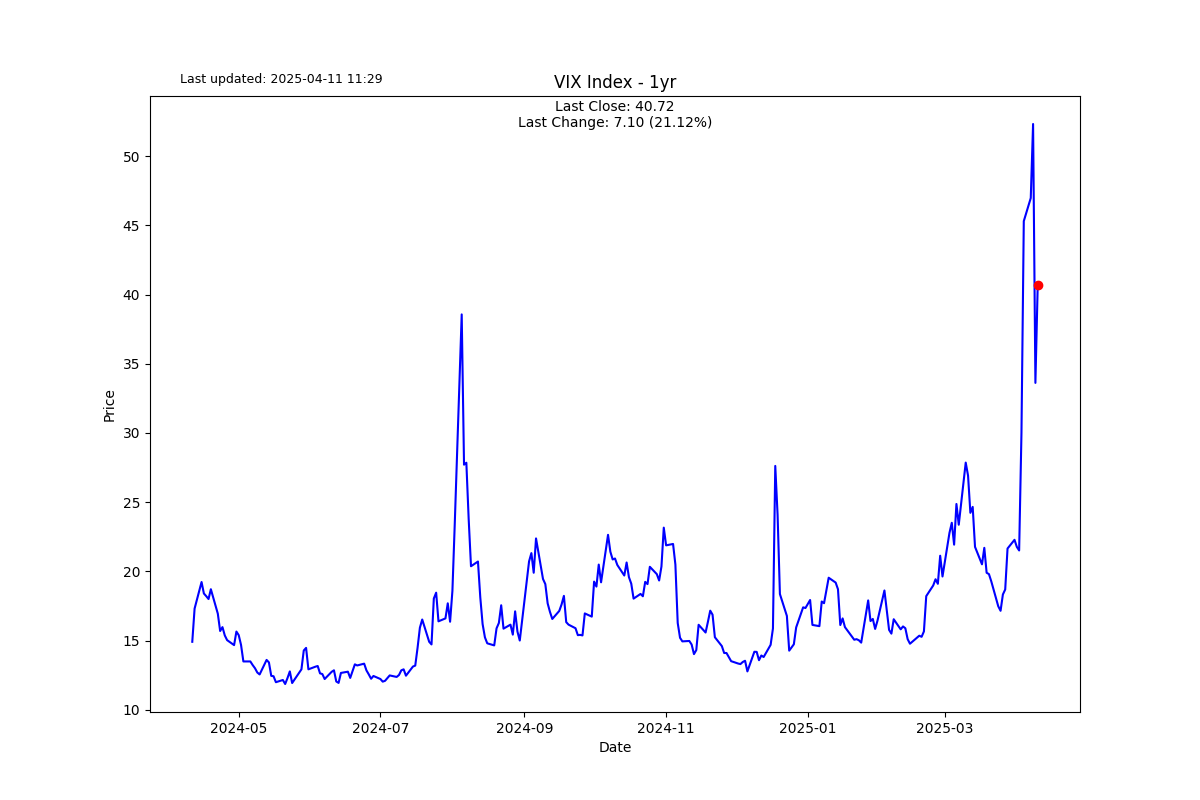 Last updated: 2025-04-11 11:29
VIX Index - 1yr
Last Close: 40.72
Last Change: 7.10 (21.12%)
50
45
40
35
30
25
20
15
10
Price
2024-05
2024-07
2024-09
2024-11
2025-01
2025-03
Date